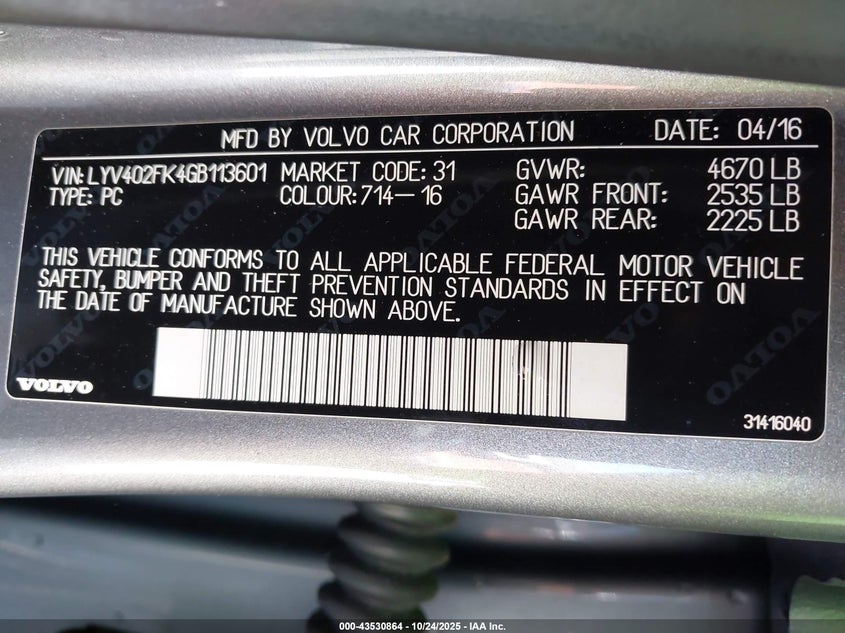 MFD BY VOLVO CAR CORPORATION DATE: 04/16
VIN: LYV402FK4GB113601 MARKET CODE: 31 GVWR: 4670 LB
TYPE: PC COLOUR: 714-16 GAWR FRONT: 2535 LB
GAWR REAR: 2225 LB
THIS VEHICLE CONFORMS TO ALL APPLICABLE FEDERAL MOTOR VEHICLE
SAFETY, BUMPER AND THEFT PREVENTION STANDARDS IN EFFECT ON
THE DATE OF MANUFACTURE SHOWN ABOVE.
VOLVO
31416040
000-43530864 - 10/24/2025 - IAA Inc.